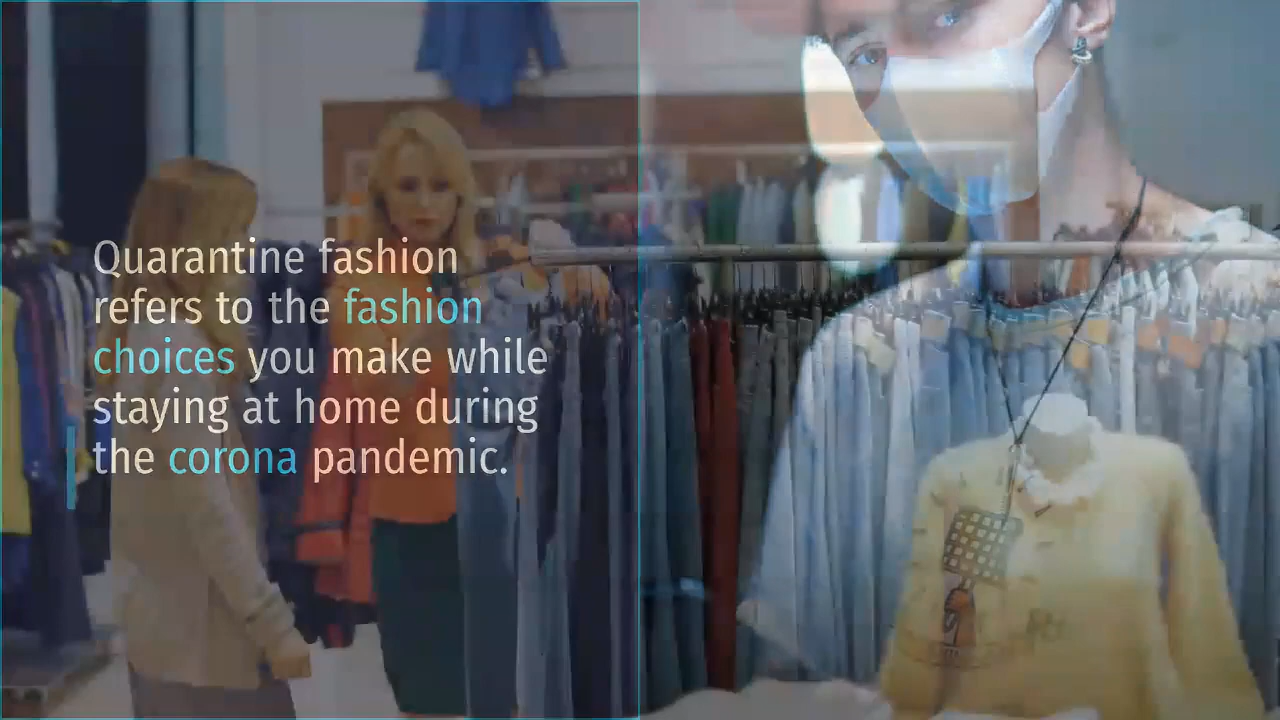 Quarantine fashion
refers to the fashion
choices you make while
staying at home during
the corona pandemic.